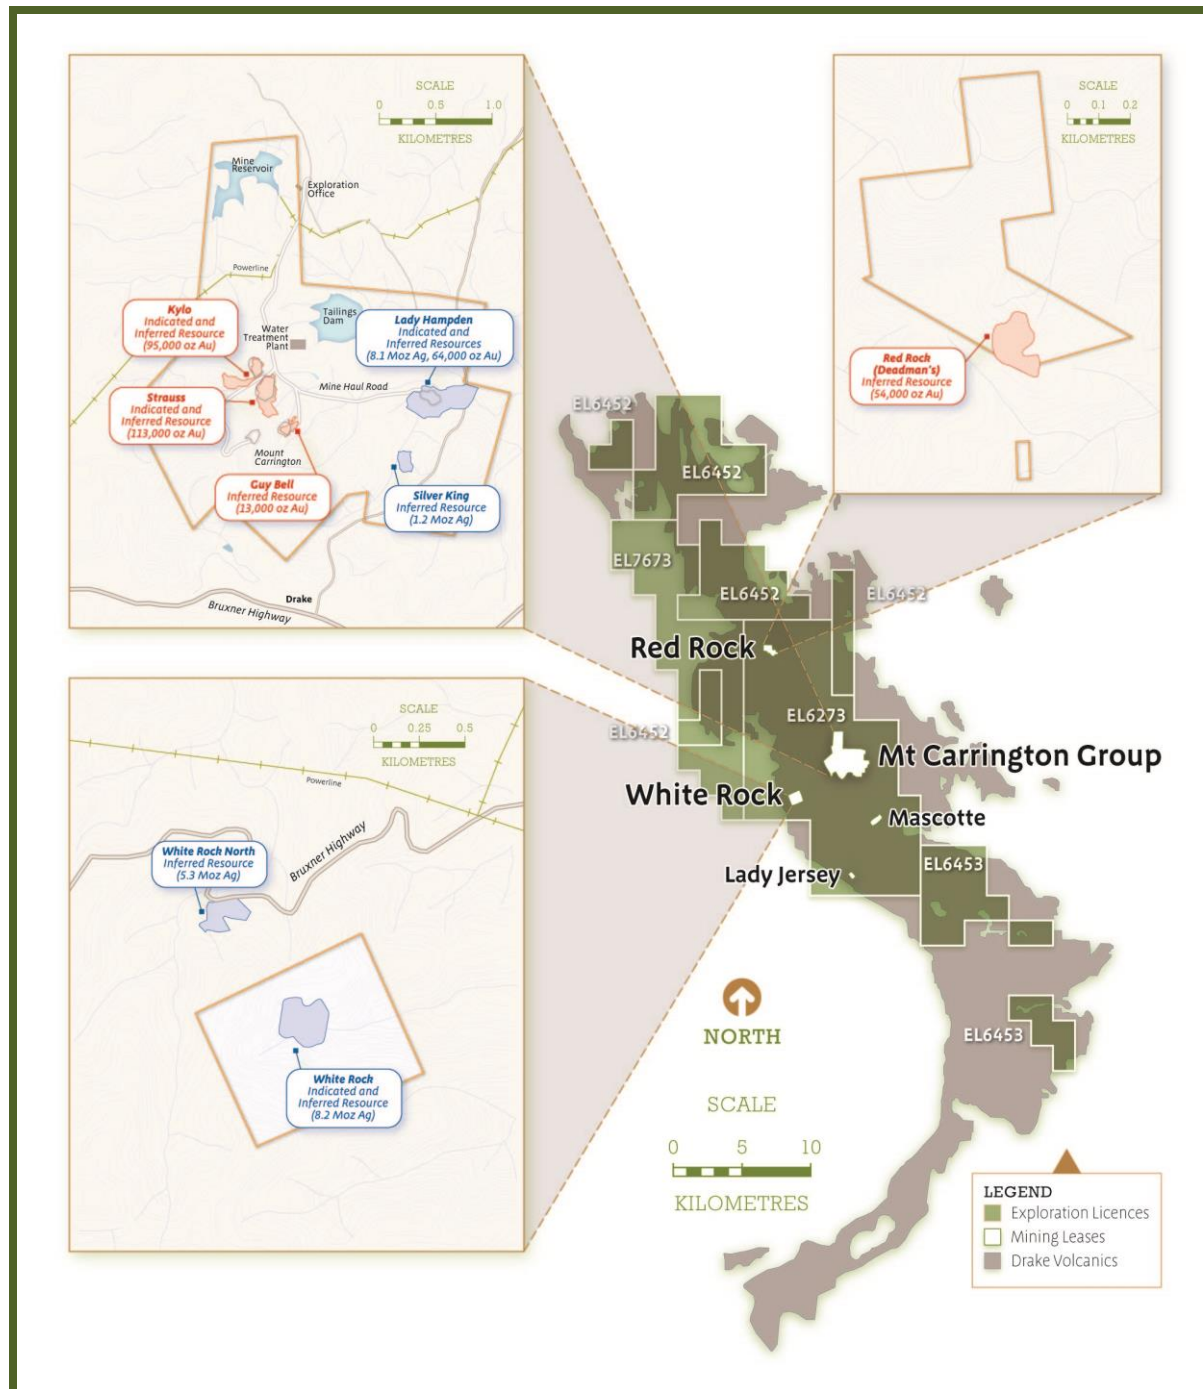 SCALE
0 0.5 1.0
KILOMETRES
Mine
Reservoir
Exploration
Office
Powerline
Kylo
Indicated and
Inferred Resource
(95,000 oz Au)
Water
Treatment
Plant
Tailings
Dam
Lady Hampden
Indicated and
Inferred Resources
(8.1 Moz Ag, 64,000 oz Au)
Mine Haul Road
Strauss
Indicated and
Inferred Resource
(113,000 oz Au)
Mount
Carrington
Guy Bell
Inferred Resource
(13,000 oz Au)
Silver King
Inferred Resource
(1.2 Moz Ag)
Drake
Bruxner Highway
SCALE
0 0.1 0.2
KILOMETRES
Red Rock
(Deadman's)
Inferred Resource
(54,000 oz Au)
SCALE
0 0.25 0.5
KILOMETRES
Powerline
Bruxner Highway
White Rock North
Inferred Resource
(5.3 Moz Ag)
White Rock
Indicated and
Inferred Resource
(8.2 Moz Ag)
EL6452
EL6452
EL7673
EL6452
EL6452
Red Rock
EL6273
EL6452
Mt Carrington Group
White Rock
Mascotte
Lady Jersey
EL6453
EL6453
NORTH
SCALE
0 5 10
KILOMETRES
LEGEND
Exploration Licences
Mining Leases
Drake Volcanics